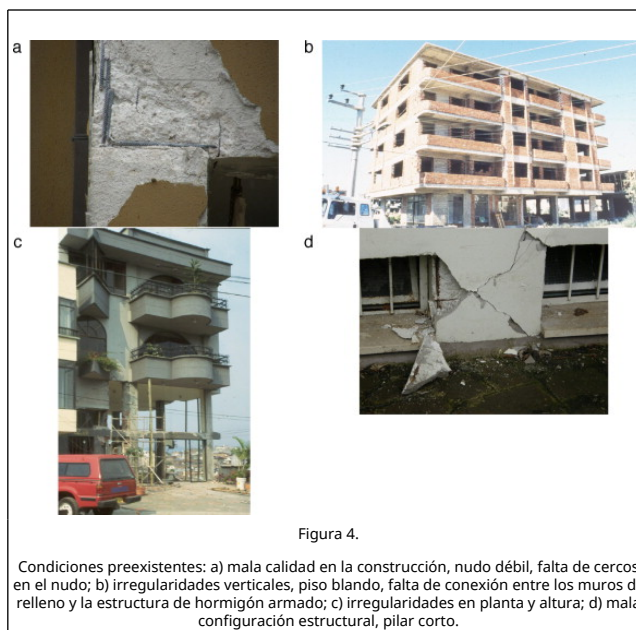 a
b
c
d
Figura 4.
Condiciones preexistentes: a) mala calidad en la construcción, nudo débil, falta de cercos
en el nudo; b) irregularidades verticales, piso blando, falta de conexión entre los muros d
relleno y la estructura de hormigón armado; c) irregularidades en planta y altura; d) mala
configuración estructural, pilar corto.